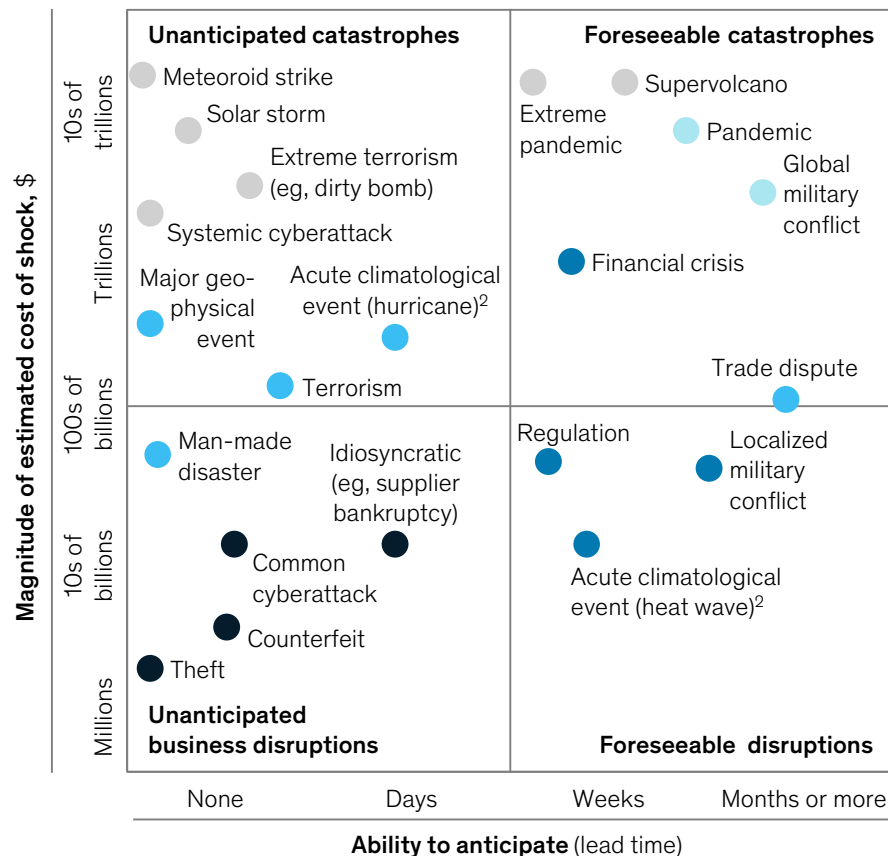 Unanticipated catastrophes
Meteoroid strike
Solar storm
Extreme terrorism
(eg, dirty bomb)
Systemic cyberattack
Major geo-
physical
event
Acute climatological
event (hurricane)2
Terrorism
Foreseeable catastrophes
Supervolcano
Extreme
pandemic
Pandemic
Global
military
conflict
Financial crisis
Trade dispute
Man-made
disaster
Idiosyncratic
(eg, supplier
bankruptcy)
Common
cyberattack
Counterfeit
Theft
Unanticipated
business disruptions
Regulation
Localized
military
conflict
Acute climatological
event (heat wave)2
Foreseeable disruptions
Magnitude of estimated cost of shock, $
10s of
trillions
Trillions
100s of
billions
10s of
billions
Millions
None
Days
Weeks
Months or more
Ability to anticipate (lead time)